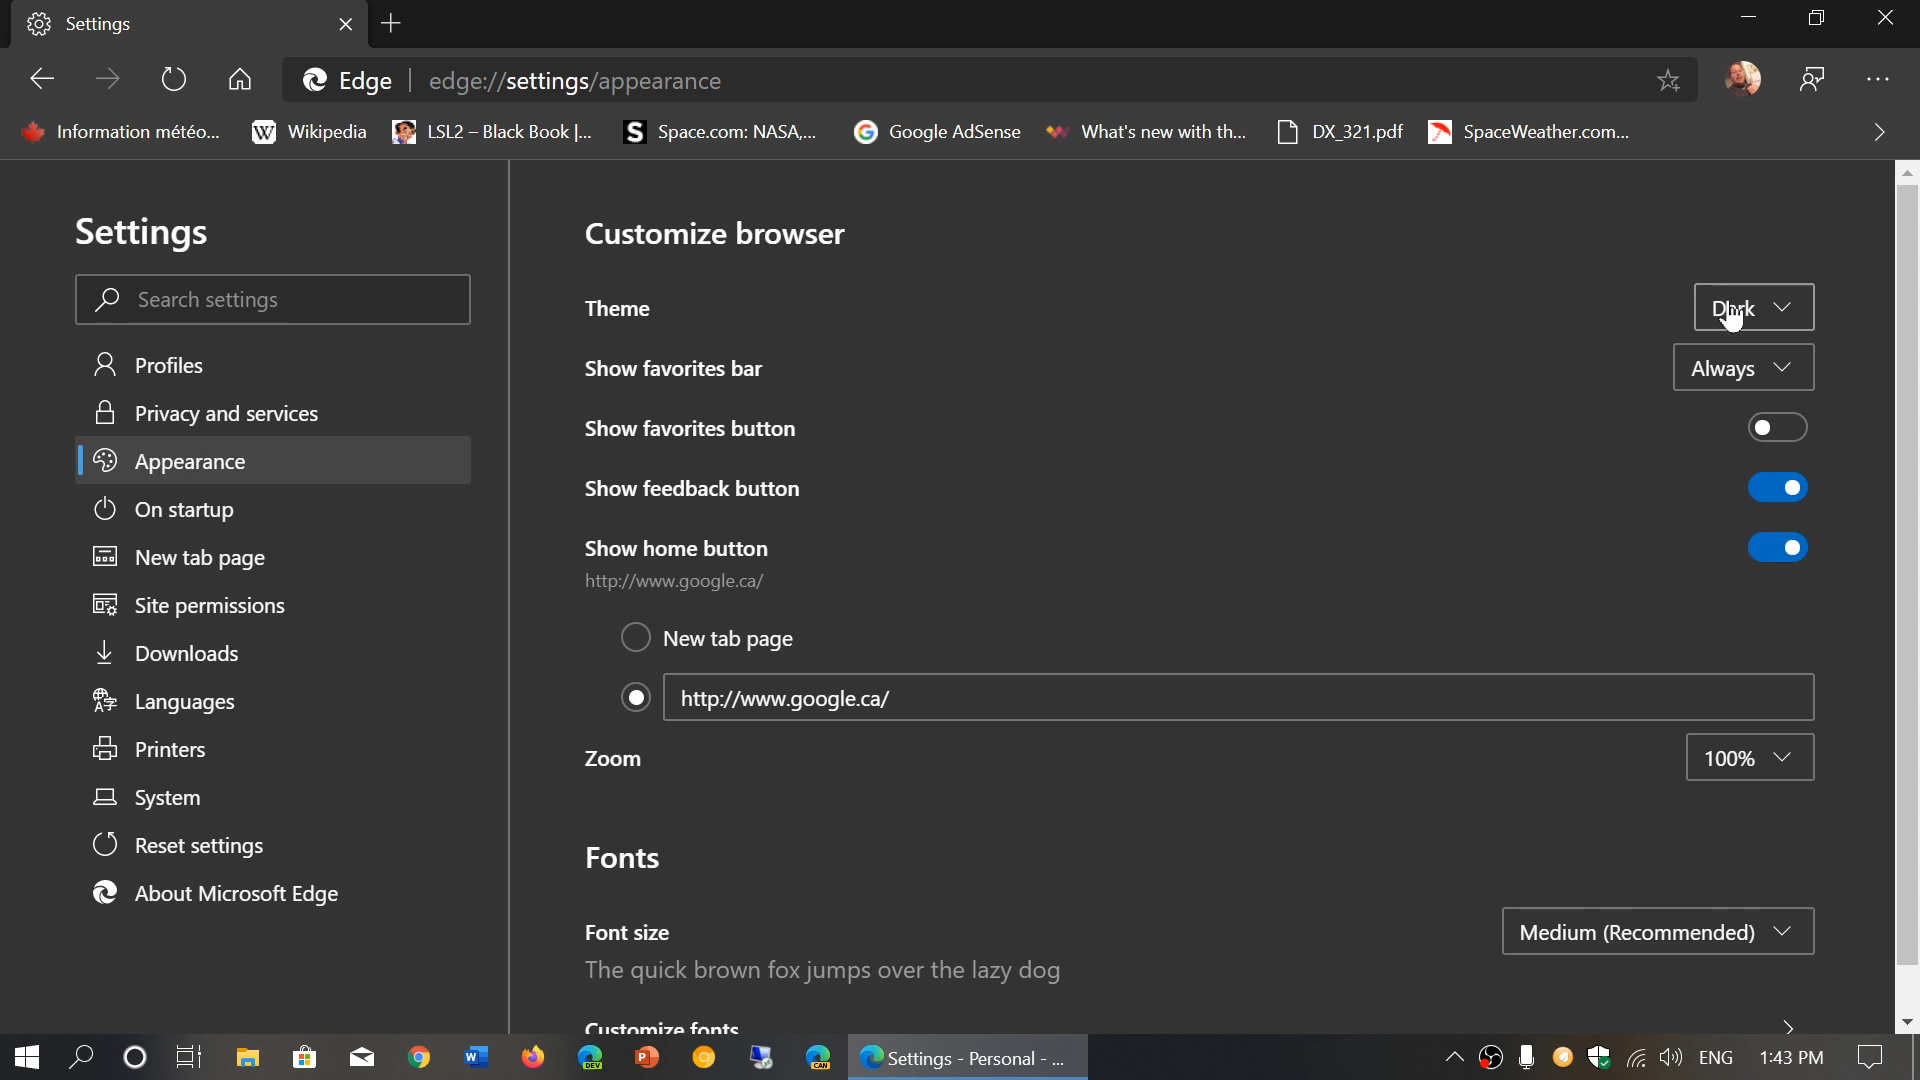 Settings
Edge | edge://settings/appearance
Information météo... Wikipedia LSL2 – Black Book |... Space.com: NASA,... Google AdSense What's new with th... DX_321.pdf SpaceWeather.com...
Settings
Search settings
Profiles
Privacy and services
Appearance
On startup
New tab page
Site permissions
Downloads
Languages
Printers
System
Reset settings
About Microsoft Edge
Customize browser
Theme Dark
Show favorites bar Always
Show favorites button
Show feedback button
Show home button
http://www.google.ca/
New tab page
http://www.google.ca/
Zoom 100%
Fonts
Font size Medium (Recommended)
The quick brown fox jumps over the lazy dog
Customize fonts
DEV CAN Settings - Personal - ... ENG 1:43 PM